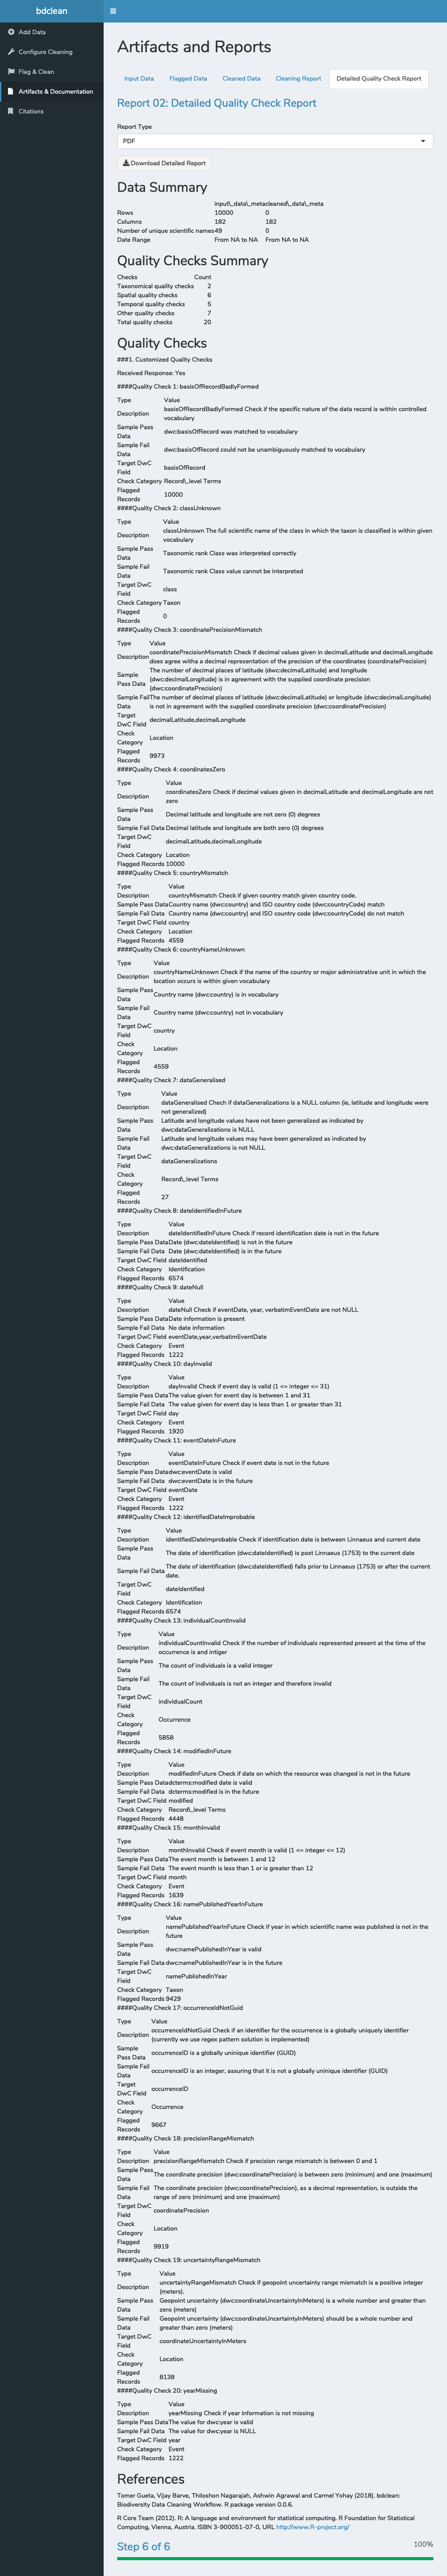 bdclean
Add Data
Configure Cleaning
Flag & Clean
Artifacts & Documentation
Citations
Artifacts and Reports
Input Data
Flagged Data
Cleaned Data
Cleaning Report
Detailed Quality Check Report
Report 02: Detailed Quality Check Report
Report Type
PDF
Download Detailed Report
Data Summary
input\_data\_meta cleaned\_data\_meta
Rows 10000 0
Columns 182 182
Number of unique scientific names 49 0
Date Range From NA to NA From NA to NA
Quality Checks Summary
Checks Count
Taxonomical quality checks 2
Spatial quality checks 6
Temporal quality checks 5
Other quality checks 7
Total quality checks 20
Quality Checks
###1. Customized Quality Checks
Received Response: Yes
####Quality Check 1: basisOfRecordBadlyFormed
Type Value
Description basisOfRecordBadlyFormed Check if the specific nature of the data record is within controlled
vocabulary
Sample Pass Data dwc:basisOfRecord was matched to vocabulary
Sample Fail Data dwc:basisOfRecord could not be unambiguously matched to vocabulary
Target DwC Field basisOfRecord
Check Category Record\_level Terms
Flagged Records 10000
####Quality Check 2: classUnknown
Type Value
Description classUnknown The full scientific name of the class in which the taxon is classified is within given
vocabulary
Sample Pass Data Taxonomic rank Class was interpreted correctly
Sample Fail Data Taxonomic rank Class value cannot be interpreted
Target DwC Field class
Check Category Taxon
Flagged Records 0
####Quality Check 3: coordinatePrecisionMismatch
Type Value
Description coordinatePrecisionMismatch Check if decimal values given in decimalLatitude and decimalLongitude
does agree witha a decimal representation of the precision of the coordinates (coordinatePrecision)
Sample Pass Data The number of decimal places of latitude (dwc:decimalLatitude) and longitude
(dwc:decimalLongitude) is in agreement with the supplied coordinate precision
(dwc:coordinatePrecision)
Sample Fail Data The number of decimal places of latitude (dwc:decimalLatitude) or longitude (dwc:decimalLongitude)
is not in agreement with the supplied coordinate precision (dwc:coordinatePrecision)
Target DwC Field decimalLatitude,decimalLongitude
Check Category Location
Flagged Records 9973
####Quality Check 4: coordinatesZero
Type Value
Description coordinatesZero Check if decimal values given in decimalLatitude and decimalLongitude are not
zero
Sample Pass Data Decimal latitude and longitude are not zero (0) degrees
Sample Fail Data Decimal latitude and longitude are both zero (0) degrees
Target DwC Field decimalLatitude,decimalLongitude
Check Category Location
Flagged Records 10000
####Quality Check 5: countryMismatch
Type Value
Description countryMismatch Check if given country match given country code.
Sample Pass Data Country name (dwc:country) and ISO country code (dwc:countryCode) match
Sample Fail Data Country name (dwc:country) and ISO country code (dwc:countryCode) do not match
Target DwC Field country
Check Category Location
Flagged Records 4559
####Quality Check 6: countryNameUnknown
Type Value
Description countryNameUnknown Check if the name of the country or major administrative unit in which the
location occurs is within given vocabulary
Sample Pass Data Country name (dwc:country) is in vocabulary
Sample Fail Data Country name (dwc:country) not in vocabulary
Target DwC Field country
Check Category Location
Flagged Records 4559
####Quality Check 7: dataGeneralised
Type Value
Description dataGeneralised Chech if dataGeneralizations is a NULL column (ie, latitude and longitude were
not generalized)
Sample Pass Data Latitude and longitude values have not been generalized as indicated by
dwc:dataGeneralizations is NULL
Sample Fail Data Latitude and longitude values may have been generalized as indicated by
dwc:dataGeneralizations is not NULL
Target DwC Field dataGeneralizations
Check Category Record\_level Terms
Flagged Records 27
####Quality Check 8: dateIdentifiedInFuture
Type Value
Description dateIdentifiedInFuture Check if record identification date is not in the future
Sample Pass Data Date (dwc:dateIdentified) is not in the future
Sample Fail Data Date (dwc:dateIdentified) is in the future
Target DwC Field dateIdentified
Check Category Identification
Flagged Records 6574
####Quality Check 9: dateNull
Type Value
Description dateNull Check if eventDate, year, verbatimEventDate are not NULL
Sample Pass Data Date information is present
Sample Fail Data No date information
Target DwC Field eventDate,year,verbatimEventDate
Check Category Event
Flagged Records 1222
####Quality Check 10: dayInvalid
Type Value
Description dayInvalid Check if event day is valid (1 <= integer <= 31)
Sample Pass Data The value given for event day is between 1 and 31
Sample Fail Data The value given for event day is less than 1 or greater than 31
Target DwC Field day
Check Category Event
Flagged Records 1920
####Quality Check 11: eventDateInFuture
Type Value
Description eventDateInFuture Check if event date is not in the future
Sample Pass Data dwc:eventDate is valid
Sample Fail Data dwc:eventDate is in the future
Target DwC Field eventDate
Check Category Event
Flagged Records 1222
####Quality Check 12: identifiedDateImprobable
Type Value
Description identifiedDateImprobable Check if identification date is between Linnaeus and current date
Sample Pass Data The date of identification (dwc:dateIdentified) is post Linnaeus (1753) to the current date
Sample Fail Data The date of identification (dwc:dateIdentified) falls prior to Linnaeus (1753) or after the current
date.
Target DwC Field dateIdentified
Check Category Identification
Flagged Records 6574
####Quality Check 13: individualCountInvalid
Type Value
Description individualCountInvalid Check if the number of individuals represented present at the time of the
occurrence is and intiger
Sample Pass Data The count of individuals is a valid integer
Sample Fail Data The count of individuals is not an integer and therefore invalid
Target DwC Field individualCount
Check Category Occurrence
Flagged Records 5858
####Quality Check 14: modifiedInFuture
Type Value
Description modifiedInFuture Check if date on which the resource was changed is not in the future
Sample Pass Data dcterms:modified date is valid
Sample Fail Data dcterms:modified is in the future
Target DwC Field modified
Check Category Record\_level Terms
Flagged Records 4448
####Quality Check 15: monthInvalid
Type Value
Description monthInvalid Check if event month is valid (1 <= integer <= 12)
Sample Pass Data The event month is between 1 and 12
Sample Fail Data The event month is less than 1 or is greater than 12
Target DwC Field month
Check Category Event
Flagged Records 1639
####Quality Check 16: namePublishedYearInFuture
Type Value
Description namePublishedYearInFuture Check if year in which scientific name was published is not in the
future
Sample Pass Data dwc:namePublishedInYear is valid
Sample Fail Data dwc:namePublishedInYear is in the future
Target DwC Field namePublishedInYear
Check Category Taxon
Flagged Records 9429
####Quality Check 17: occurrenceIdNotGuid
Type Value
Description occurrenceIdNotGuid Check if an identifier for the occurrence is a globally uniquely identifier
(currently we use regex pattern solution is implemented)
Sample Pass Data occurrenceID is a globally uninique identifier (GUID)
Sample Fail Data occurrenceID is an integer, assuring that it is not a globally uninique identifier (GUID)
Target DwC Field occurrenceID
Check Category Occurrence
Flagged Records 9667
####Quality Check 18: precisionRangeMismatch
Type Value
Description precisionRangeMismatch Check if precision range mismatch is between 0 and 1
Sample Pass Data The coordinate precision (dwc:coordinatePrecision) is between zero (minimum) and one (maximum)
Sample Fail Data The coordinate precision (dwc:coordinatePrecision), as a decimal representation, is outside the
range of zero (minimum) and one (maximum)
Target DwC Field coordinatePrecision
Check Category Location
Flagged Records 9919
####Quality Check 19: uncertaintyRangeMismatch
Type Value
Description uncertaintyRangeMismatch Check if geopoint uncertainty range mismatch is a positive integer
(meters).
Sample Pass Data Geopoint uncertainty (dwc:coordinateUncertaintyInMeters) is a whole number and greater than
zero (meters)
Sample Fail Data Geopoint uncertainty (dwc:coordinateUncertaintyInMeters) should be a whole number and
greater than zero (meters)
Target DwC Field coordinateUncertaintyInMeters
Check Category Location
Flagged Records 8138
####Quality Check 20: yearMissing
Type Value
Description yearMissing Check if year information is not missing
Sample Pass Data The value for dwc:year is valid
Sample Fail Data The value for dwc:year is NULL
Target DwC Field year
Check Category Event
Flagged Records 1222
References
Tomer Gueta, Vijay Barve, Thiloshon Nagarajah, Ashwin Agrawal and Carmel Yohay (2018). bdclean:
Biodiversity Data Cleaning Workflow. R package version 0.0.6.
R Core Team (2012). R: A language and environment for statistical computing. R Foundation for Statistical
Computing, Vienna, Austria. ISBN 3-900051-07-0, URL http://www.R-project.org/
Step 6 of 6
100%